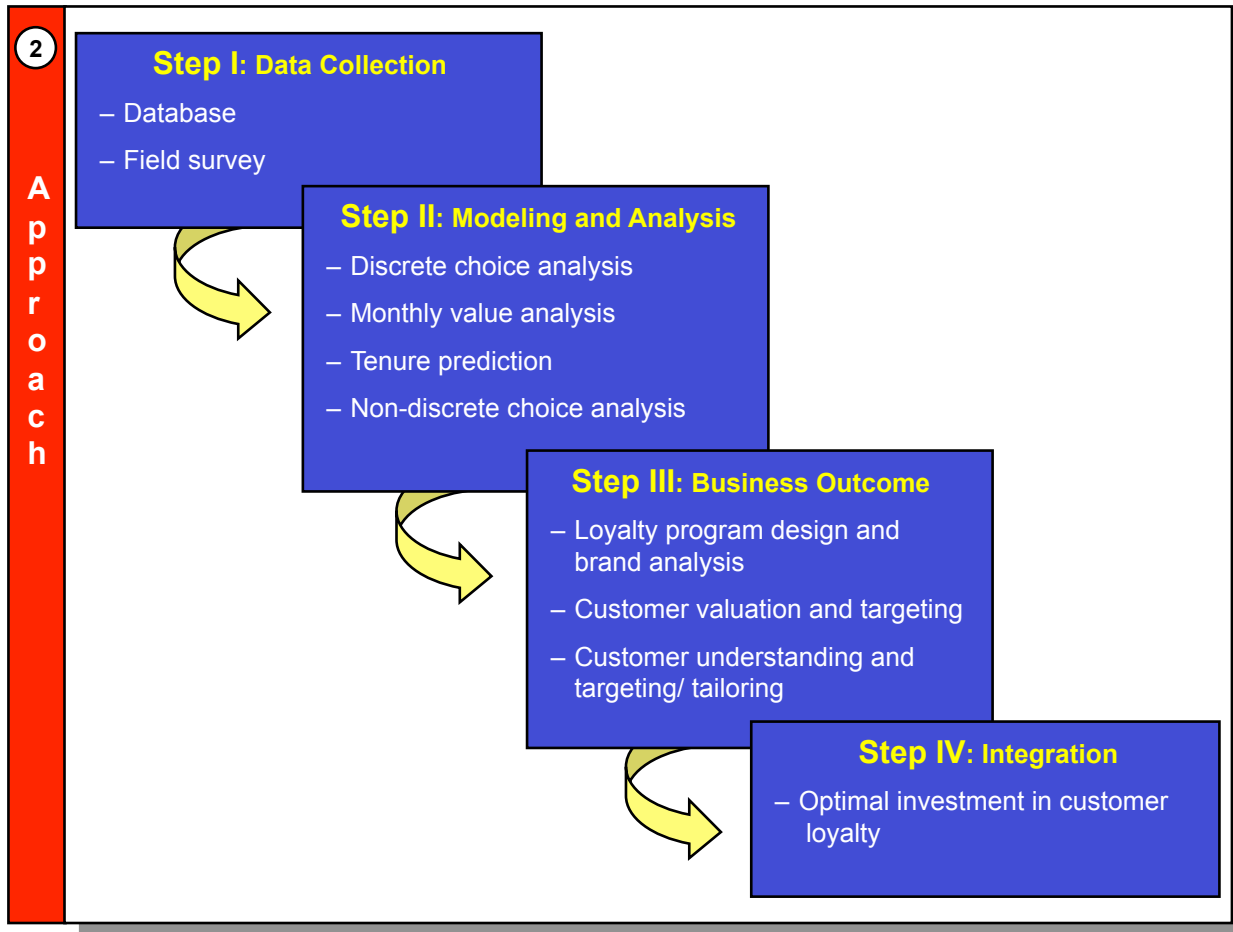 2
Approach
Step I: Data Collection
– Database
– Field survey
Step II: Modeling and Analysis
– Discrete choice analysis
– Monthly value analysis
– Tenure prediction
– Non-discrete choice analysis
Step III: Business Outcome
– Loyalty program design and
brand analysis
– Customer valuation and targeting
– Customer understanding and
targeting/ tailoring
Step IV: Integration
– Optimal investment in customer
loyalty